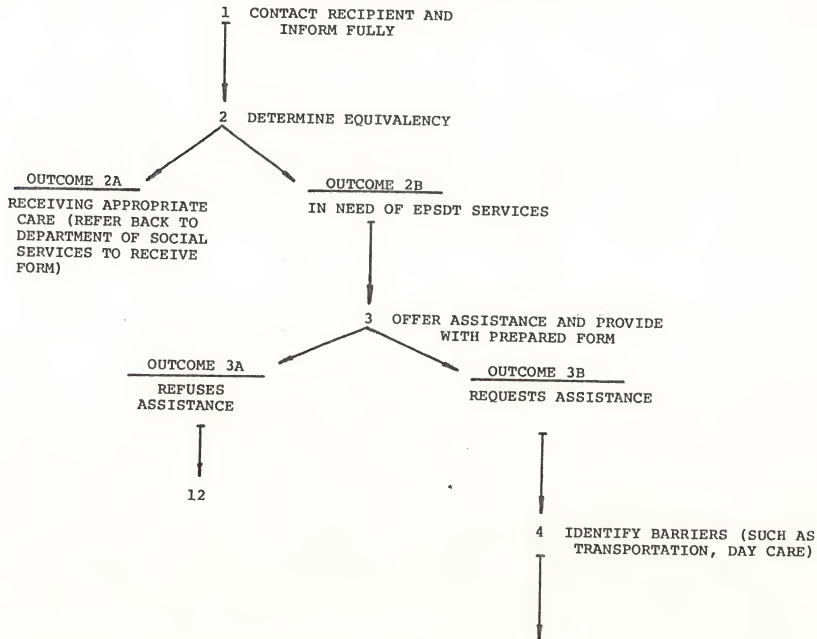 1 CONTACT RECIPIENT AND
INFORM FULLY
2 DETERMINE EQUIVALENCY
OUTCOME 2A
RECEIVING APPROPRIATE
CARE (REFER BACK TO
DEPARTMENT OF SOCIAL
SERVICES TO RECEIVE
FORM)
OUTCOME 2B
IN NEED OF EPSDT SERVICES
3 OFFER ASSISTANCE AND PROVIDE
WITH PREPARED FORM
OUTCOME 3A
REFUSES
ASSISTANCE
12
OUTCOME 3B
REQUESTS ASSISTANCE
4 IDENTIFY BARRIERS (SUCH AS
TRANSPORTATION, DAY CARE)